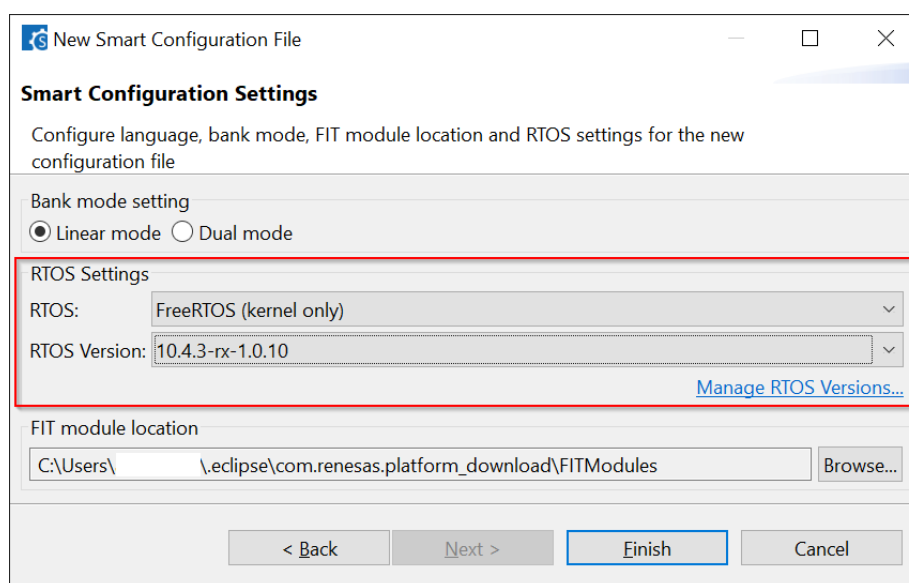 New Smart Configuration File
Smart Configuration Settings
Configure language, bank mode, FIT module location and RTOS settings for the new
configuration file
Bank mode setting
Linear mode Dual mode
RTOS Settings
RTOS: FreeRTOS (kernel only)
RTOS Version: 10.4.3-rx-1.0.10
Manage RTOS Versions...
FIT module location
C:\Users\ \.eclipse\com.renesas.platform_download\FITModules Browse...
< Back Next > Finish Cancel